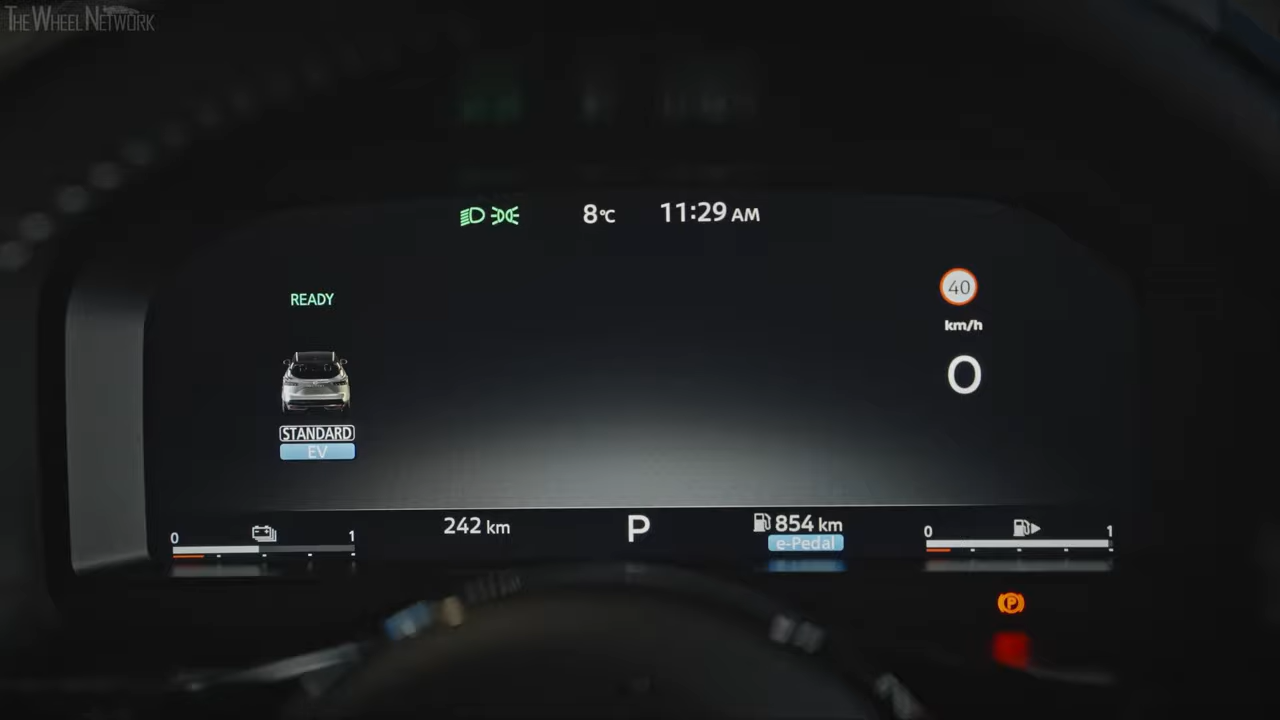 THE WHEEL NETWORK
8°C 11:29 AM
READY
40
km/h
0
STANDARD
EV
0 1
242 km
P
854 km
e-Pedal
0 1
P